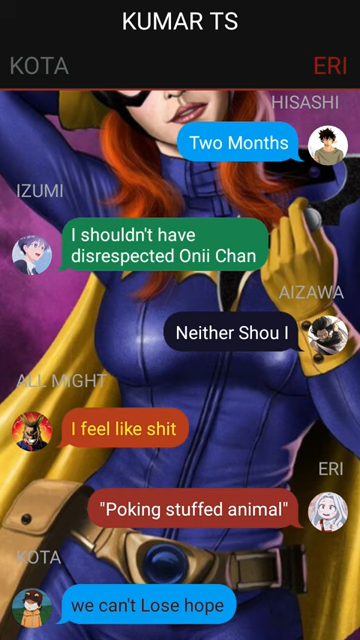 KUMAR TS
KOTA
ERI
HISASHI
Two Months
IZUMI
I shouldn't have
disrespected Onii Chan
AIZAWA
Neither Shou I
ALL MIGHT
I feel like shit
ERI
"Poking stuffed animal"
KOTA
we can't Lose hope